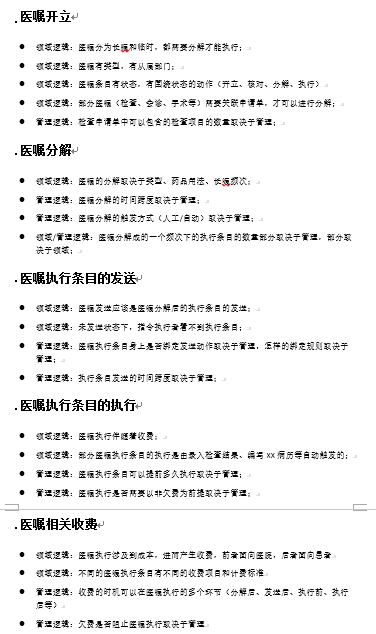 .医嘱开立
● 领域逻辑：医嘱分为长嘱和临时，都需要分解才能执行；
● 领域逻辑：医嘱有类型，有从属部门；
● 领域逻辑：医嘱条目有状态，有围绕状态的动作（开立、核对、分解、执行）
● 领域逻辑：部分医嘱（检查、会诊、手术等）需要关联申请单，才可以进行分解；
● 管理逻辑：检查申请单中可以包含的检查项目的数量取决于管理；
.医嘱分解
● 领域逻辑：医嘱的分解取决于类型、药品用法、长嘱频次；
● 管理逻辑：医嘱分解的时间跨度取决于管理；
● 管理逻辑：医嘱分解的触发方式（人工/自动）取决于管理；
● 领域/管理逻辑：医嘱分解成的一个频次下的执行条目的数量部分取决于管理，部分取
决于领域；
.医嘱执行条目的发送
● 领域逻辑：医嘱发送应该是医嘱分解后的执行条目的发送；
● 领域逻辑：未发送状态下，指令执行者看不到执行条目；
● 管理逻辑：医嘱执行条目身上是否绑定发送动作取决于管理，怎样的绑定规则取决于
管理；
● 管理逻辑：执行条目发送的时间跨度取决于管理；
.医嘱执行条目的执行
● 领域逻辑：医嘱执行伴随着收费；
● 领域逻辑：部分医嘱执行条目的执行是由录入检查结果、编写 xx 病历等自动触发的；
● 管理逻辑：医嘱执行条目可以提前多久执行取决于管理；
● 管理逻辑：医嘱执行是否需要以非欠费为前提取决于管理；
.医嘱相关收费
● 领域逻辑：医嘱执行涉及到成本，进而产生收费，前者面向医院，后者面向患者
● 领域逻辑：不同的医嘱执行条目有不同的收费项目和计费标准
● 管理逻辑：收费的时机可以在医嘱执行的多个环节（分解后、发送后、执行前、执行
后等）
● 管理逻辑：欠费是否阻止医嘱执行取决于管理